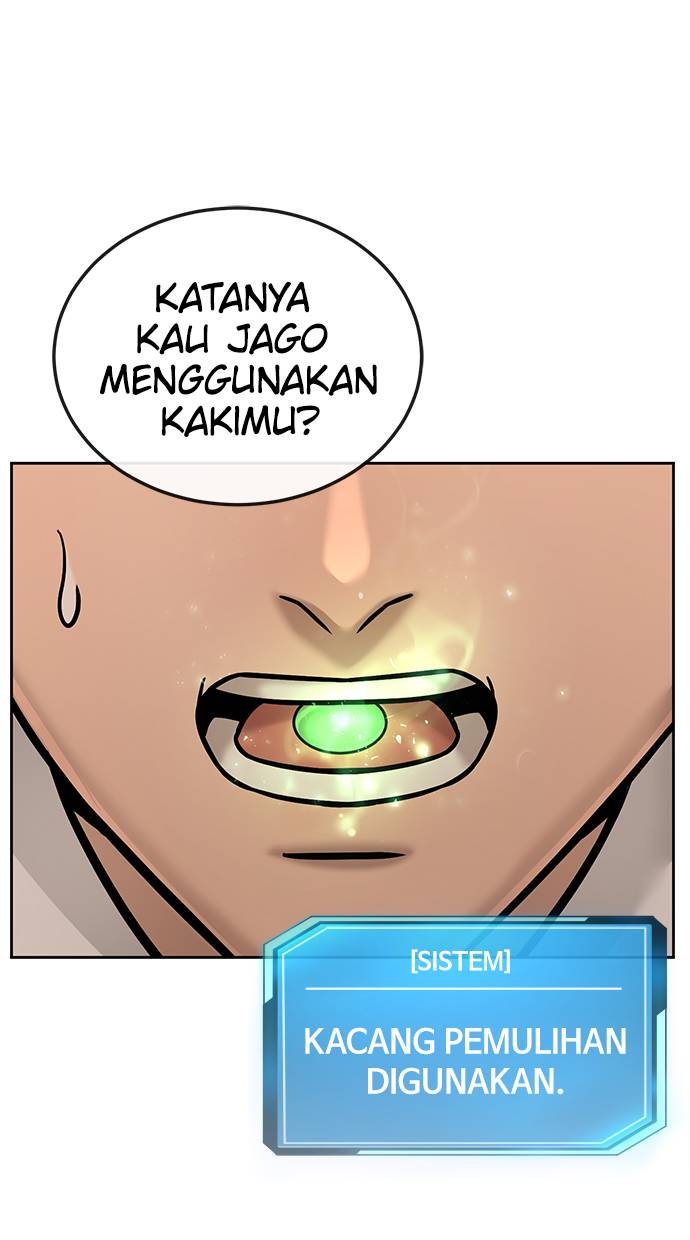 KATANYA
KAU JAGO
MENGGUNAKAN
KAKIMU?
[SISTEM]
KACANG PEMULIHAN
DIGUNAKAN.